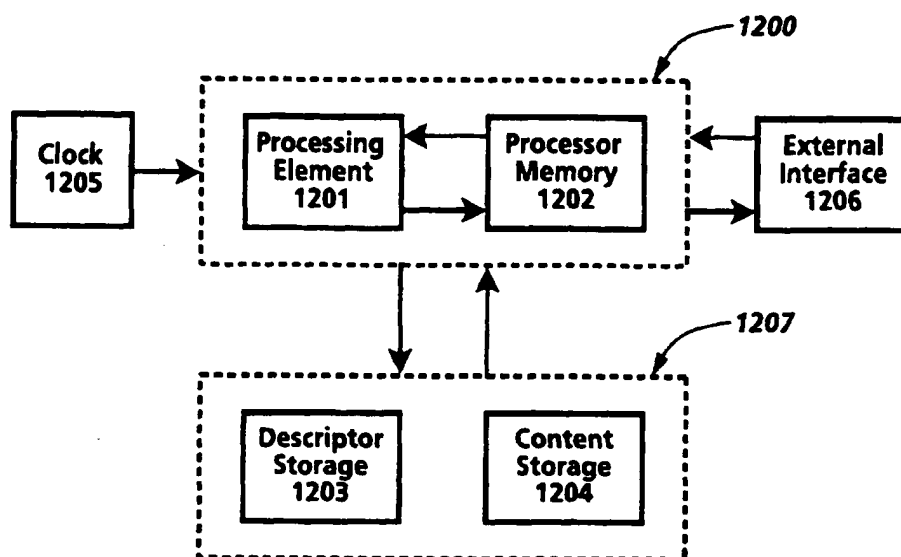 1200
Clock
1205
Processing
Element
1201
Processor
Memory
1202
External
Interface
1206
1207
Descriptor
Storage
1203
Content
Storage
1204